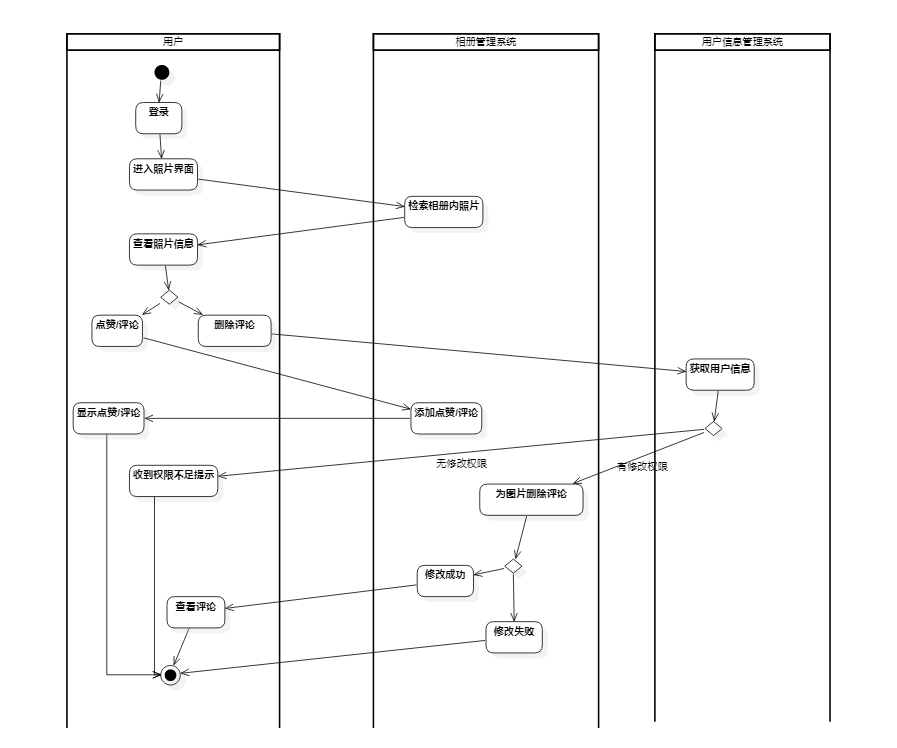 用户
相册管理系统
用户信息管理系统
登录
进入照片界面
检索相册内照片
查看照片信息
点赞/评论
删除评论
获取用户信息
显示点赞/评论
添加点赞/评论
无修改权限
有修改权限
收到权限不足提示
为图片删除评论
修改成功
查看评论
修改失败